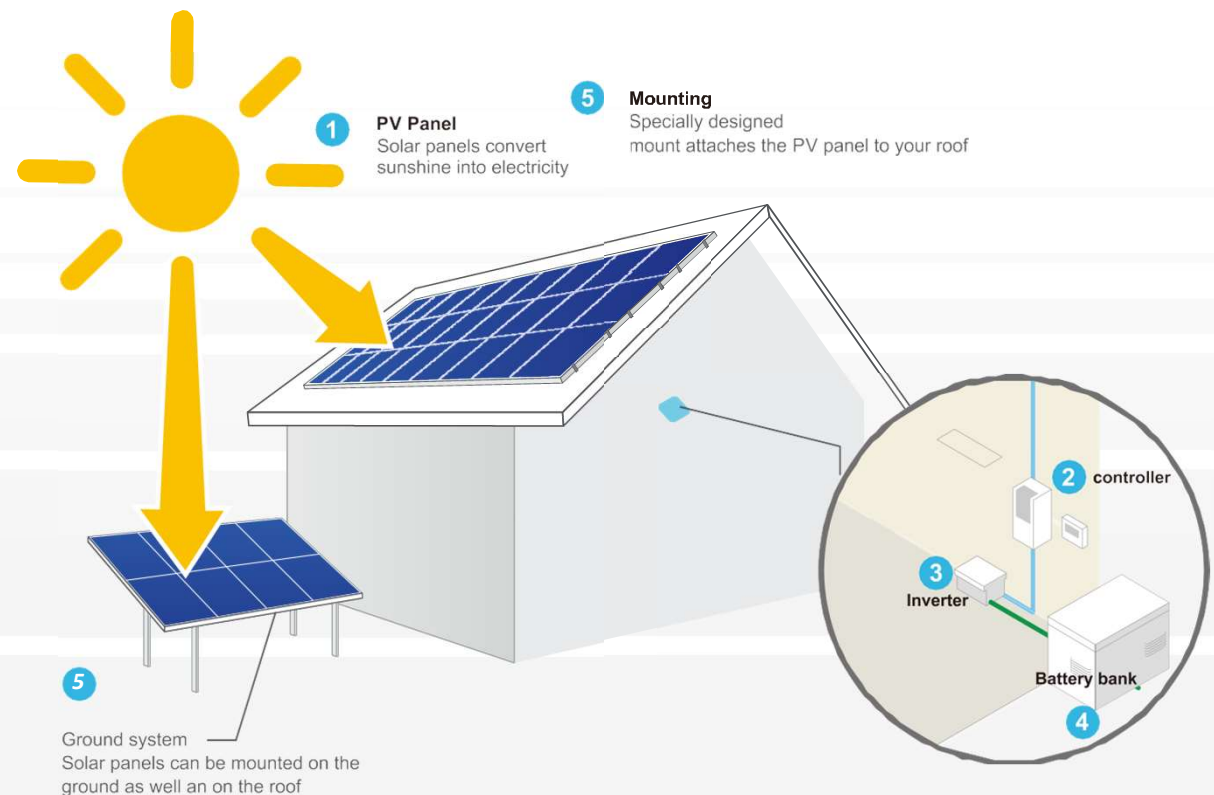 1
PV Panel
Solar panels convert
sunshine into electricity
5
Mounting
Specially designed
mount attaches the PV panel to your roof
2
controller
3
Inverter
Battery bank
4
5
Ground system
Solar panels can be mounted on the
ground as well an on the roof